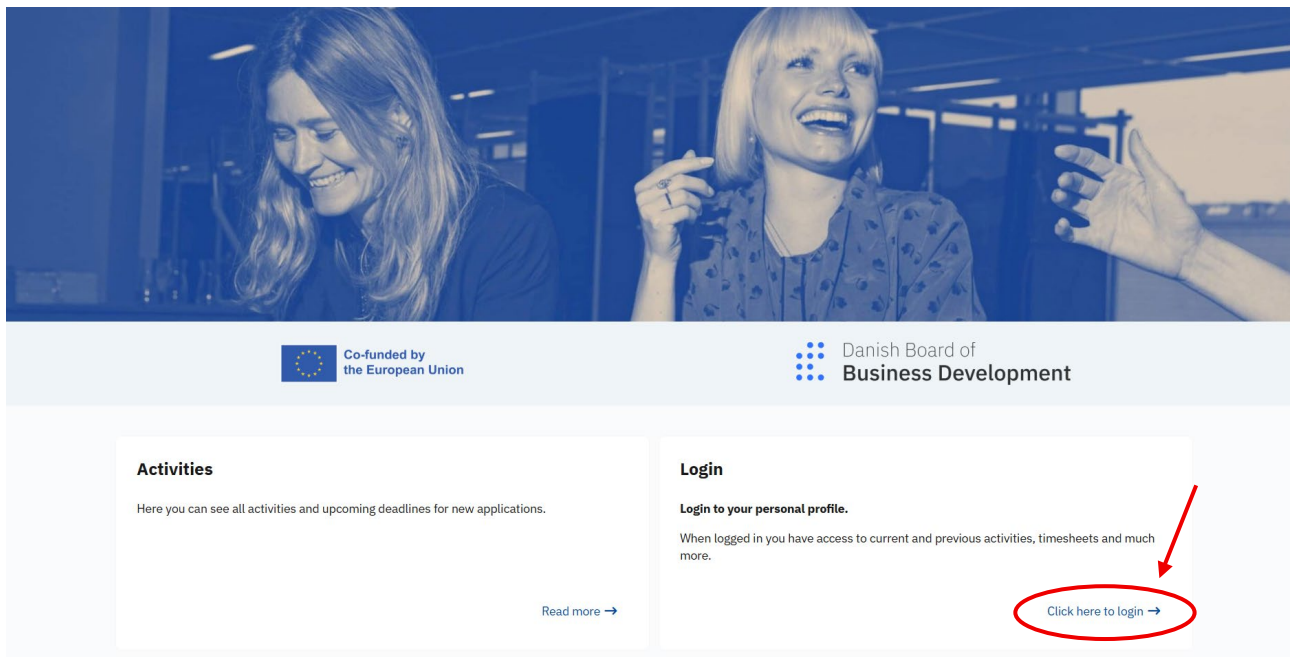 Co-funded by
the European Union
Danish Board of
Business Development
Activities
Here you can see all activities and upcoming deadlines for new applications.
Read more →
Login
Login to your personal profile.
When logged in you have access to current and previous activities, timesheets and much
more.
Click here to login →